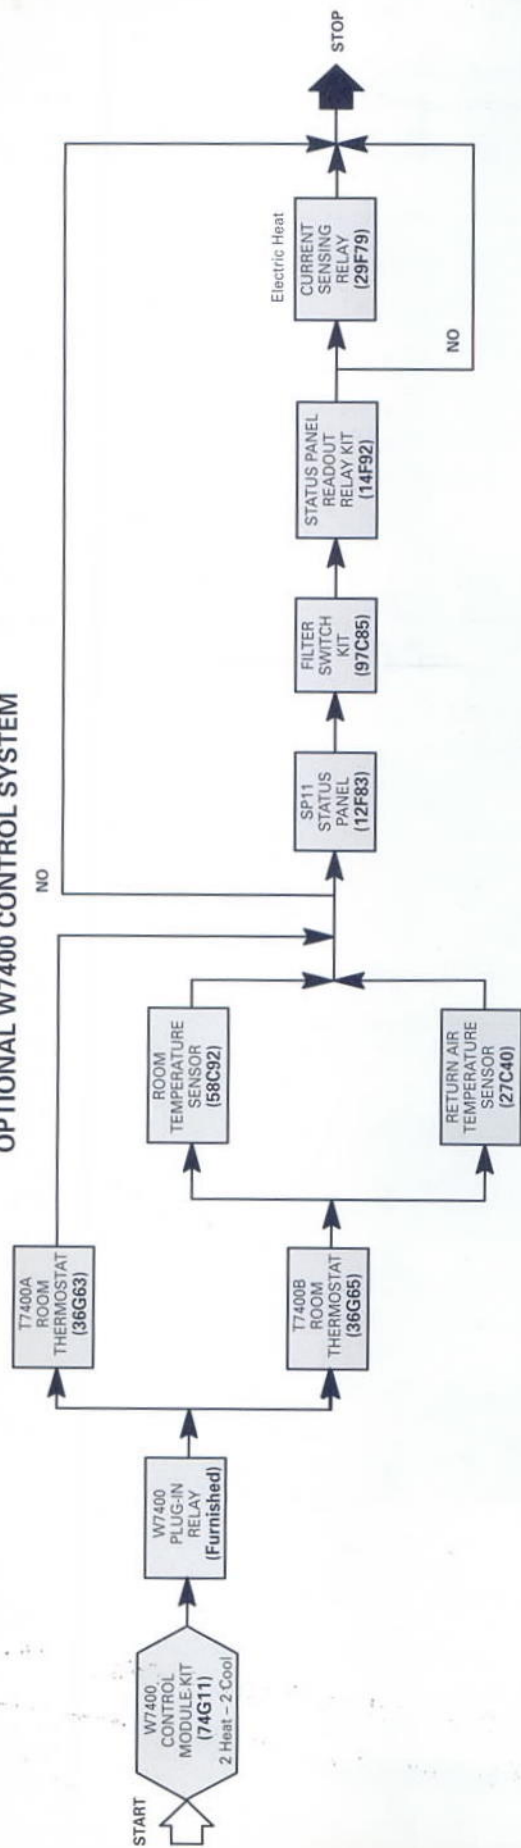 OPTIONAL W7400 CONTROL SYSTEM
START
W7400
CONTROL
MODULE KIT
(74G11)
2 Heat – 2 Cool
W7400
PLUG-IN
RELAY
(Furnished)
T7400A
ROOM
THERMOSTAT
(36G63)
T7400B
ROOM
THERMOSTAT
(36G65)
ROOM
TEMPERATURE
SENSOR
(58C92)
RETURN AIR
TEMPERATURE
SENSOR
(27C40)
NO
SP11
STATUS
PANEL
(12F83)
FILTER
SWITCH
KIT
(97C85)
STATUS PANEL
READOUT
RELAY KIT
(14F92)
NO
Electric Heat
CURRENT
SENSING
RELAY
(29F79)
STOP